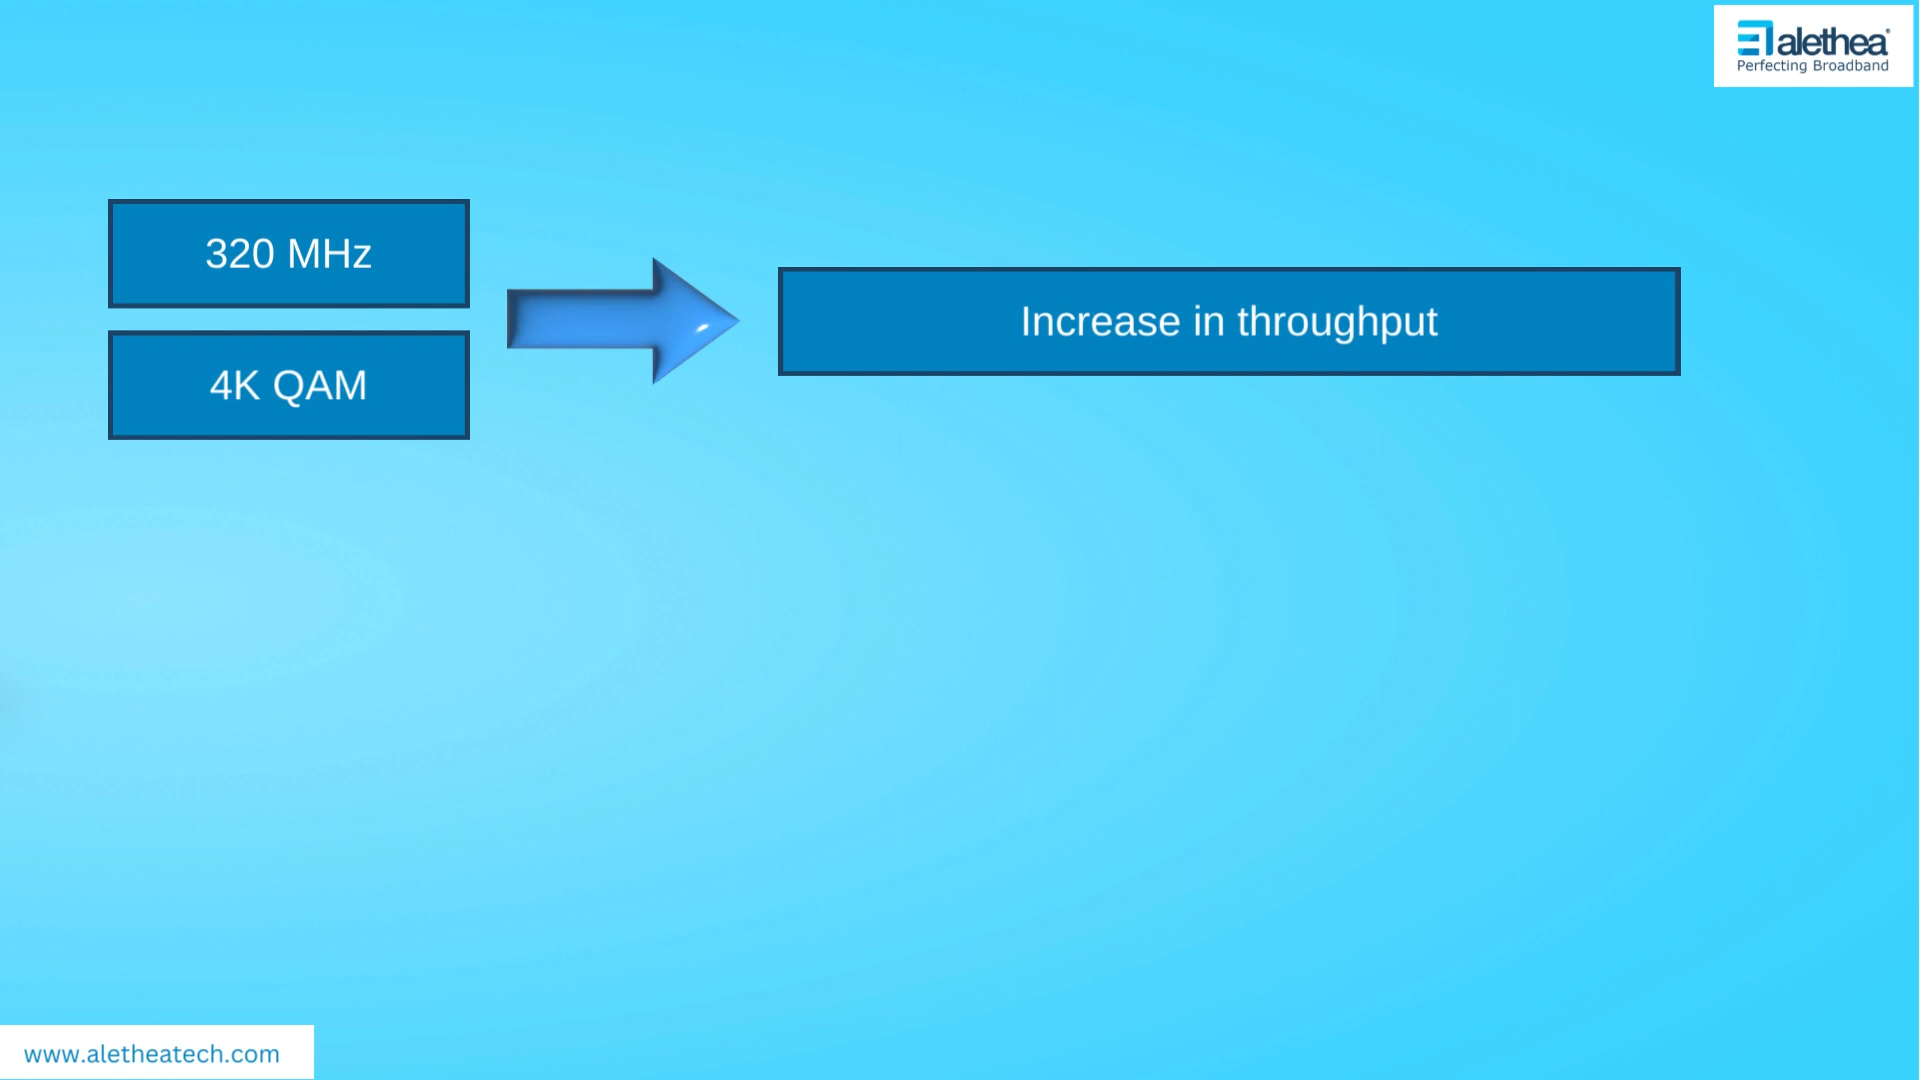 alethea
Perfecting Broadband
320 MHz
4K QAM
Increase in throughput
www.aletheatech.com